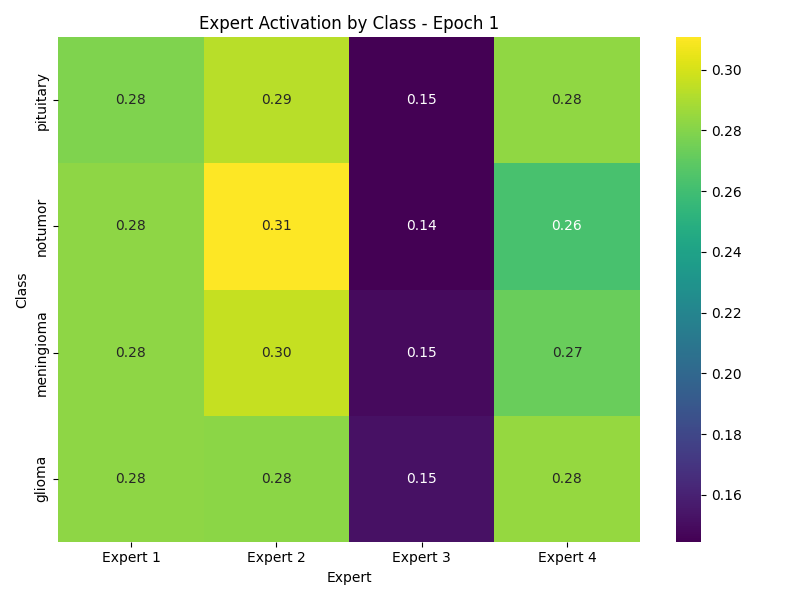 Expert Activation by Class - Epoch 1
Class
pituitary
0.28 0.29 0.15 0.28
notumor
0.28 0.31 0.14 0.26
meningioma
0.28 0.30 0.15 0.27
glioma
0.28 0.28 0.15 0.28
Expert 1 Expert 2 Expert 3 Expert 4
Expert
0.30
0.28
0.26
0.24
0.22
0.20
0.18
0.16